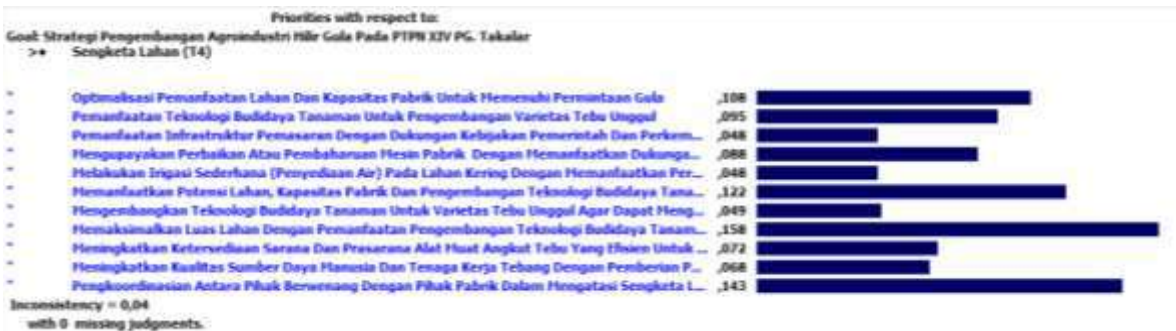 Priorities with respect to:
Goal: Strategi Pengembangan Agroindustri Hilir Gula Pada PTPN XIV PG. Takalar
>• Sengketa Lahan (T4)
Optimalisasi Pemanfaatan Lahan Dan Kapasitas Pabrik Untuk Memenuhi Permintaan Gula ,108
Pemanfaatan Teknologi Budidaya Tanaman Untuk Pengembangan Varietas Tebu Unggul ,095
Pemanfaatan Infrastruktur Pemasaran Dengan Dukungan Kebijakan Pemerintah Dan Perkem... ,048
Mengupayakan Perbaikan Atau Pembaharuan Mesin Pabrik Dengan Memanfaatkan Dukunga... ,088
Melakukan Irigasi Sederhana (Penyediaan Air) Pada Lahan Kering Dengan Memanfaatkan Per... ,048
Memanfaatkan Potensi Lahan, Kapasitas Pabrik Dan Pengembangan Teknologi Budidaya Tana... ,122
Mengembangkan Teknologi Budidaya Tanaman Untuk Varietas Tebu Unggul Agar Dapat Meng... ,049
Memaksimalkan Luas Lahan Dengan Pemanfaatan Pengembangan Teknologi Budidaya Tanam... ,158
Meningkatkan Ketersediaan Sarana Dan Prasarana Alat Muat Angkut Tebu Yang Efisien Untuk ... ,072
Meningkatkan Kualitas Sumber Daya Manusia Dan Tenaga Kerja Tebang Dengan Pemberian P... ,068
Pengkoordinasian Antara Pihak Berwenang Dengan Pihak Pabrik Dalam Mengatasi Sengketa L... ,143
Inconsistency = 0,04
with 0 missing judgments.